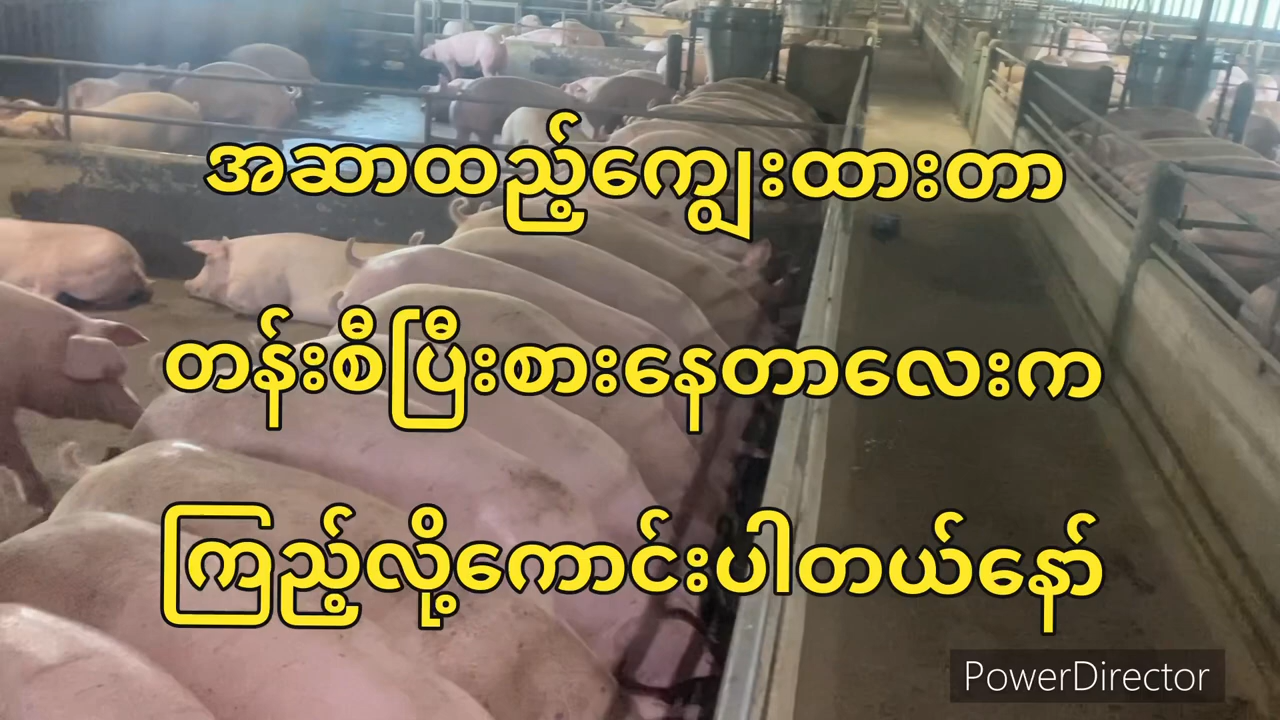 အဆာထည့်ကျွေးထားတာ
တန်းစီပြီးစားနေတာလေးက
ကြည့်လို့ကောင်းပါတယ်နော်
PowerDirector